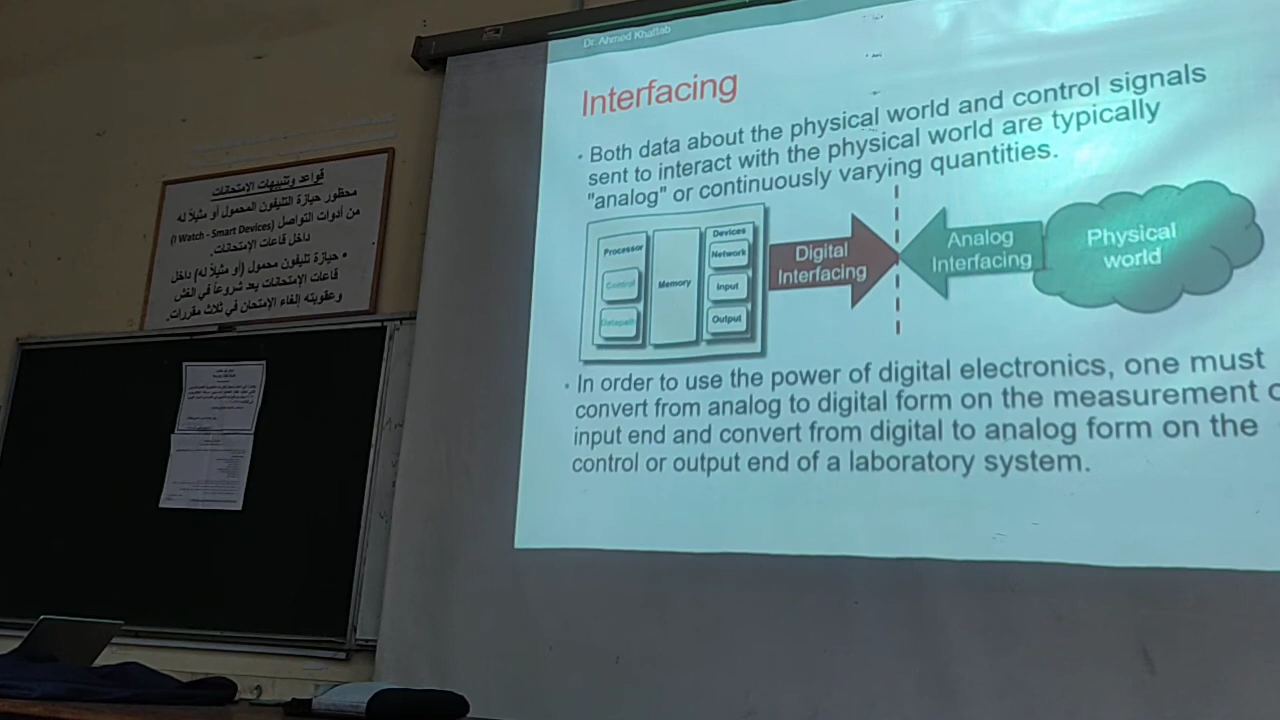 Dr. Ahmed Khattab
Interfacing
• Both data about the physical world and control signals
sent to interact with the physical world are typically
"analog" or continuously varying quantities.
Processor
Control
Datapath
Memory
Devices
Network
Input
Output
Digital
Interfacing
Analog
Interfacing
Physical
world
• In order to use the power of digital electronics, one must
convert from analog to digital form on the measurement
input end and convert from digital to analog form on the
control or output end of a laboratory system.
قواعد وتنبيهات الإمتحانات
محظور حيازة التليفون المحمول أو مثيلاً له
من أدوات التواصل (I Watch - Smart Devices)
داخل قاعات الإمتحانات.
• حيازة تليفون محمول (أو مثيلاً له) داخل
قاعات الإمتحانات يعد شروعاً في الغش
وعقوبته إلغاء الإمتحان في ثلاث مقررات.